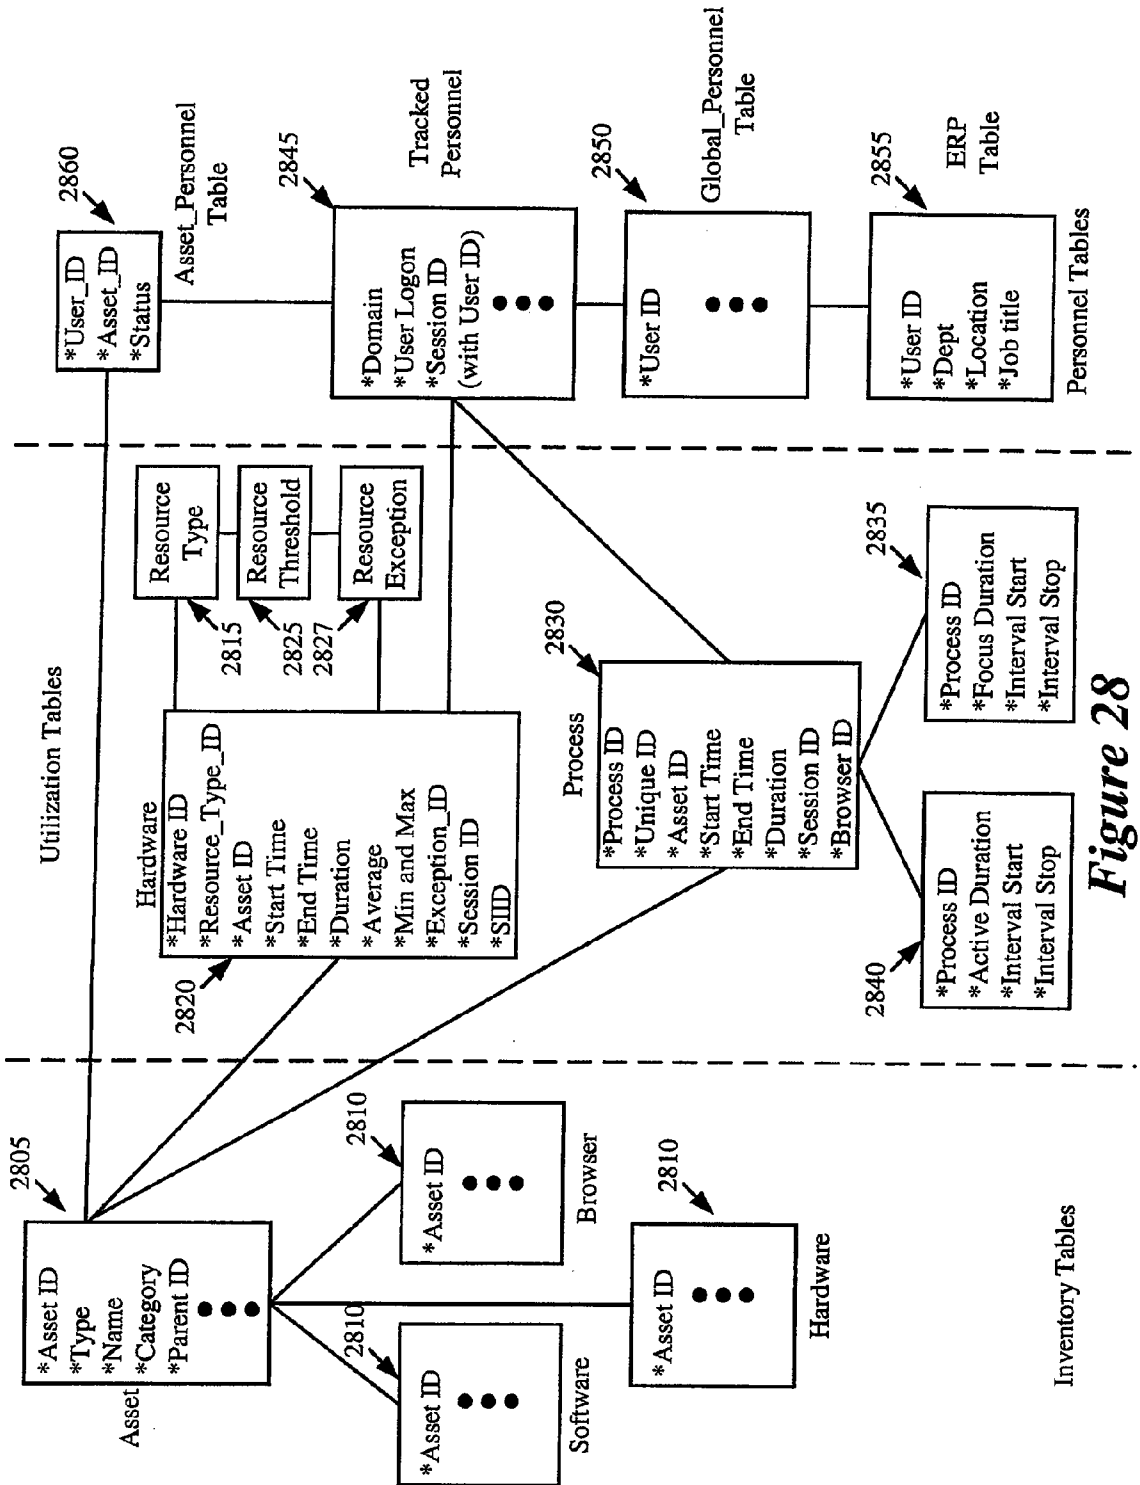 Utilization Tables
2805
Asset
*Asset ID
*Type
*Name
*Category
*Parent ID
2810
*Asset ID
Software
2810
*Asset ID
Browser
2810
*Asset ID
Hardware
Inventory Tables
Hardware
*Hardware ID
*Resource_Type_ID
*Asset ID
*Start Time
*End Time
*Duration
*Average
*Min and Max
*Exception_ID
*Session ID
*SIID
2820
Resource
Type
2815
Resource
Threshold
2825
Resource
Exception
2827
Process
2830
*Process ID
*Unique ID
*Asset ID
*Start Time
*End Time
*Duration
*Session ID
*Browser ID
2840
*Process ID
*Active Duration
*Interval Start
*Interval Stop
2835
*Process ID
*Focus Duration
*Interval Start
*Interval Stop
2860
*User_ID
*Asset_ID
*Status
Asset_Personnel
Table
2845
*Domain
*User Logon
*Session ID
(with User ID)
Tracked
Personnel
2850
*User ID
Global_Personnel
Table
2855
*User ID
*Dept
*Location
*Job title
ERP
Table
Personnel Tables
Figure 28